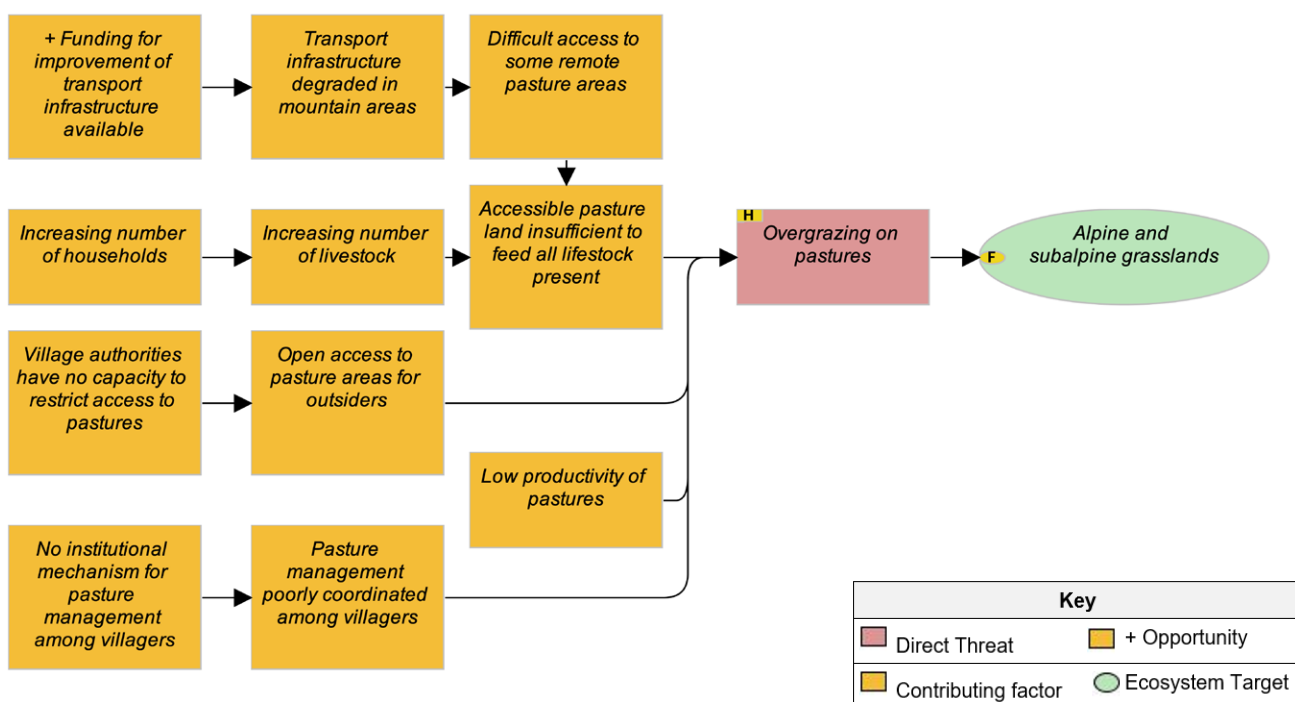 + Funding for
improvement of
transport
infrastructure
available
Transport
infrastructure
degraded in
mountain areas
Difficult access to
some remote
pasture areas
Increasing number
of households
Increasing number
of livestock
Accessible pasture
land insufficient to
feed all lifestock
present
H
Overgrazing on
pastures
F
Alpine and
subalpine grasslands
Village authorities
have no capacity to
restrict access to
pastures
Open access to
pasture areas for
outsiders
Low productivity of
pastures
No institutional
mechanism for
pasture
management
among villagers
Pasture
management
poorly coordinated
among villagers
Key
Direct Threat
+ Opportunity
Contributing factor
Ecosystem Target